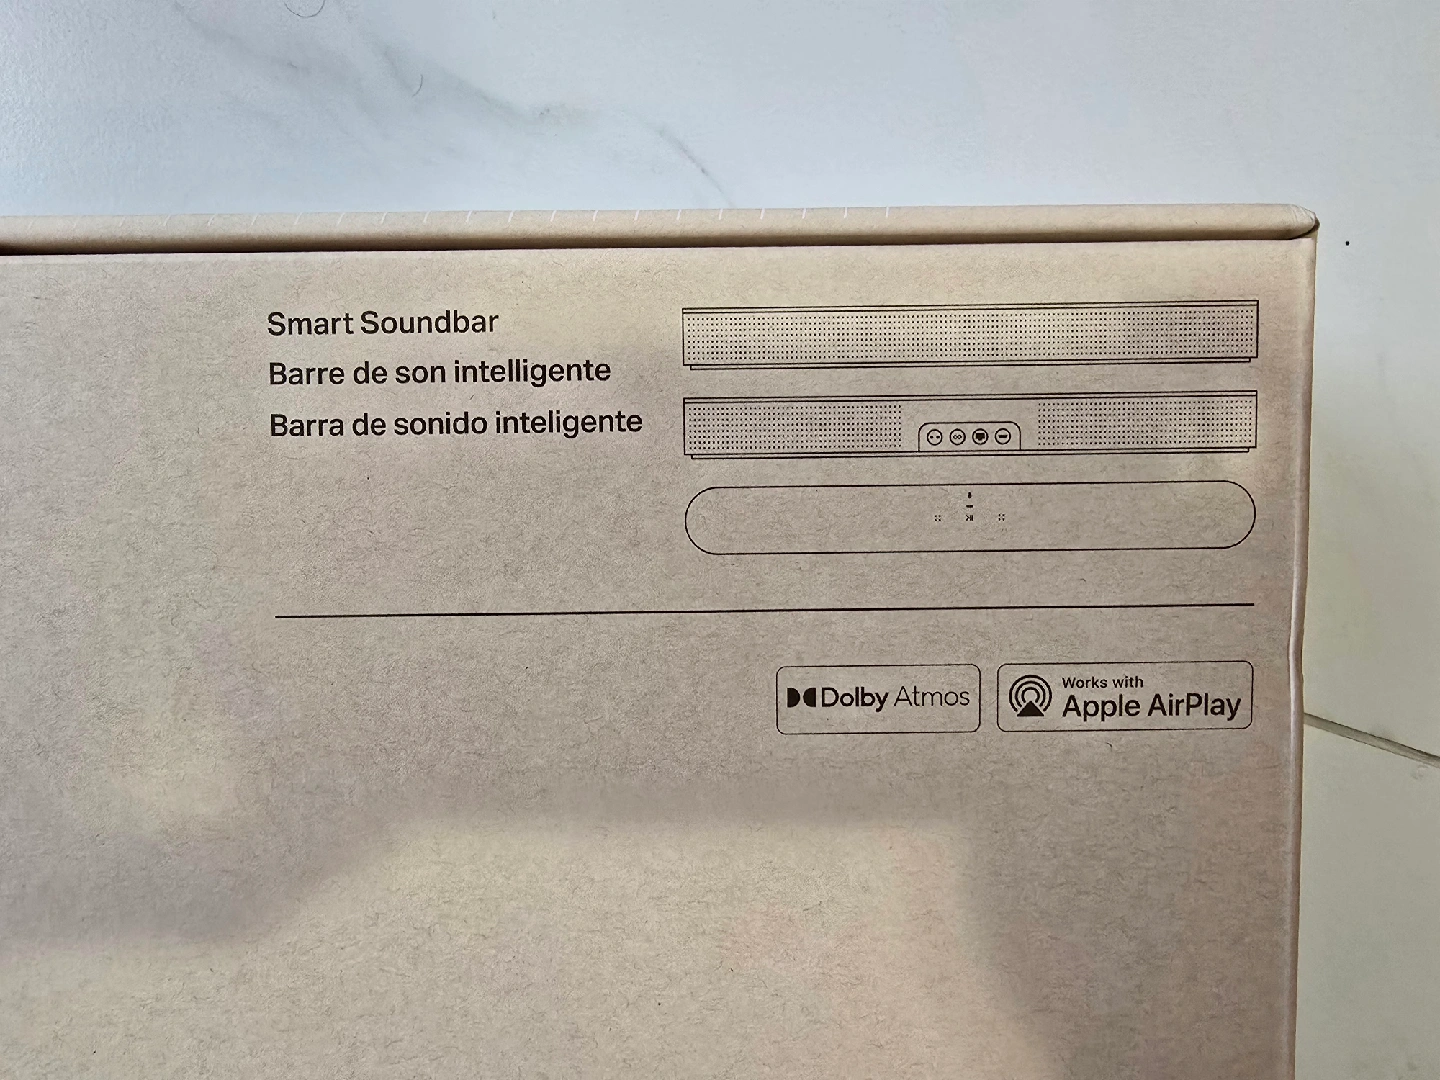 Smart Soundbar
Barre de son intelligente
Barra de sonido inteligente
Dolby Atmos
Works with
Apple AirPlay